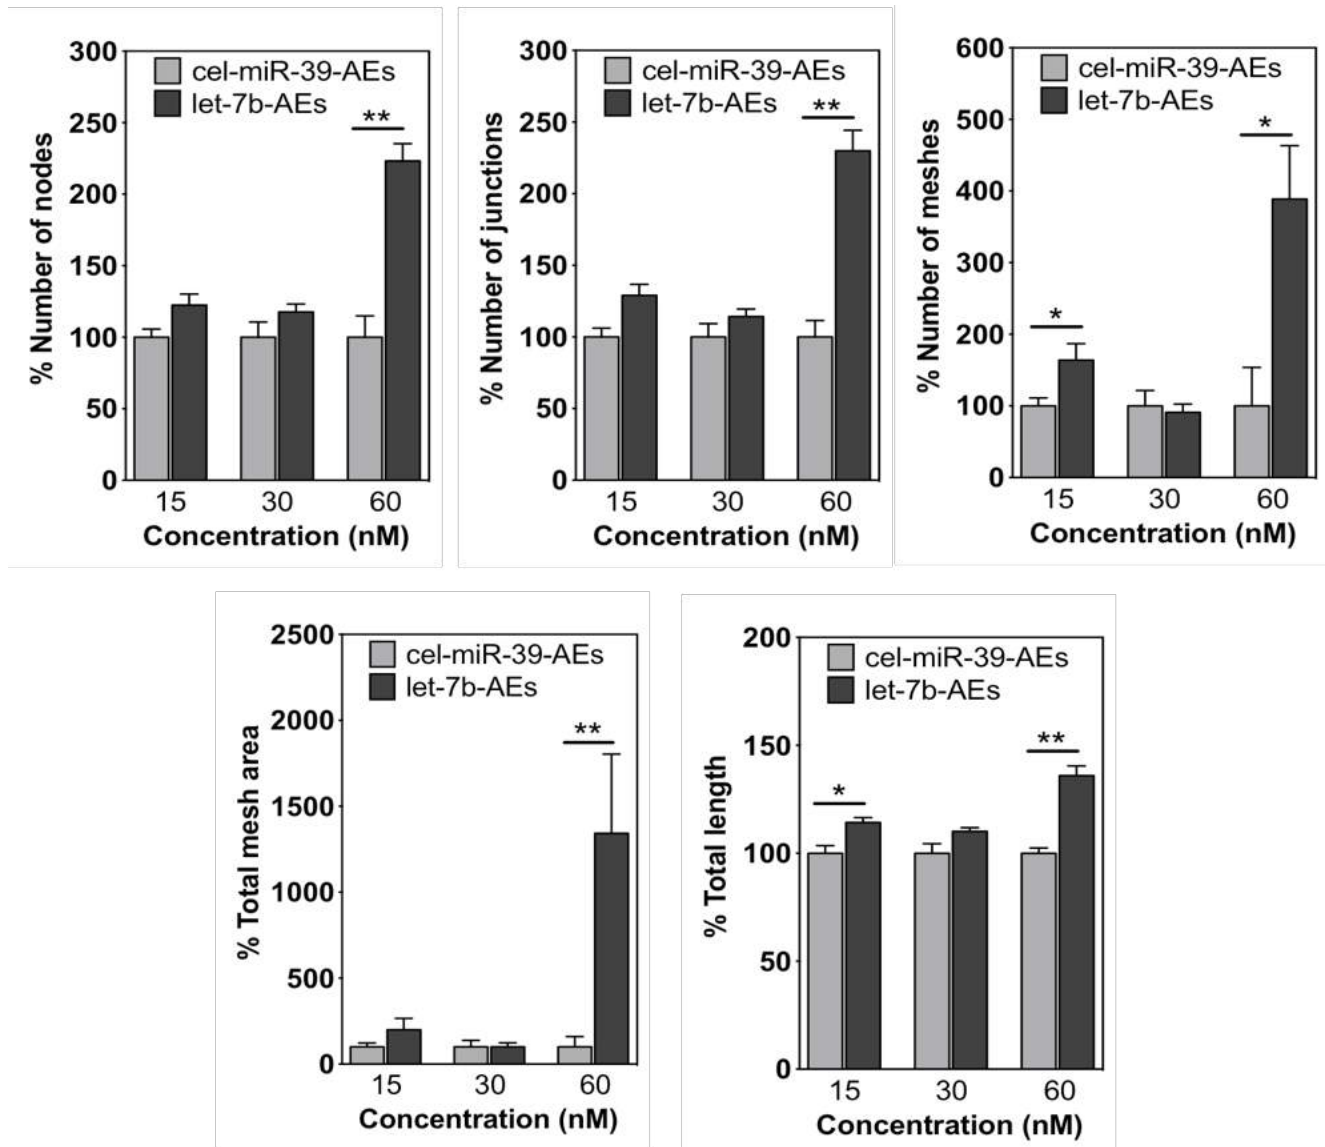 % Number of nodes
300
250
200
150
100
50
0
cel-miR-39-AEs
let-7b-AEs
**
15 30 60
Concentration (nM)
% Number of junctions
300
250
200
150
100
50
0
cel-miR-39-AEs
let-7b-AEs
**
15 30 60
Concentration (nM)
% Number of meshes
600
500
400
300
200
100
0
cel-miR-39-AEs
let-7b-AEs
*
*
15 30 60
Concentration (nM)
% Total mesh area
2500
2000
1500
1000
500
0
cel-miR-39-AEs
let-7b-AEs
**
15 30 60
Concentration (nM)
% Total length
200
150
100
50
0
cel-miR-39-AEs
let-7b-AEs
*
**
15 30 60
Concentration (nM)